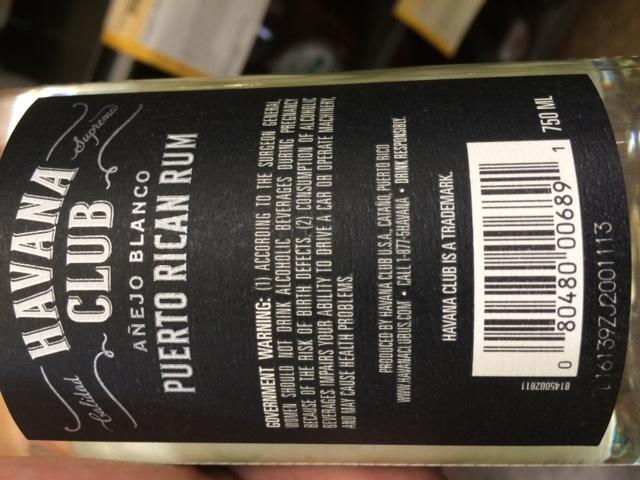 HAVANA
CLUB
Calidad Suprema
AÑEJO BLANCO
PUERTO RICAN RUM
GOVERNMENT WARNING: (1) ACCORDING TO THE SURGEON GENERAL
WOMEN SHOULD NOT DRINK ALCOHOLIC BEVERAGES DURING PREGNANCY
BECAUSE OF THE RISK OF BIRTH DEFECTS. (2) CONSUMPTION OF ALCOHOLIC
BEVERAGES IMPAIRS YOUR ABILITY TO DRIVE A CAR OR OPERATE MACHINERY,
AND MAY CAUSE HEALTH PROBLEMS.
PRODUCED BY HAVANA CLUB U.S.A., CATAÑO, PUERTO RICO
WWW.HAVANACLUBUS.COM • CALL 1-877-5HAVANA • DRINK RESPONSIBLY.
HAVANA CLUB IS A TRADEMARK.
0 80480 00689 1
750 ML
8145002811
L16139ZJ2001113